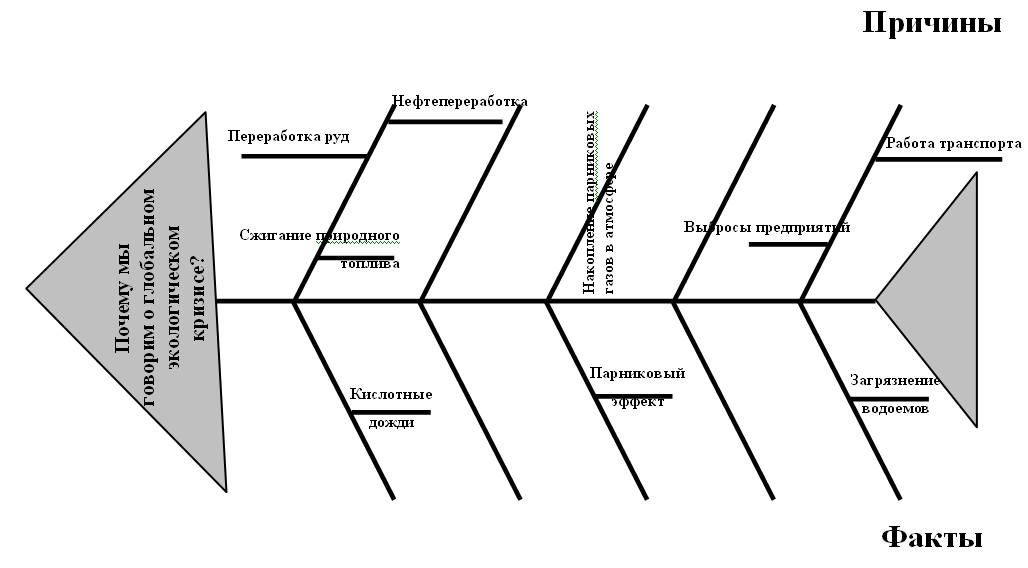 Причины
Нефтепереработка
Переработка руд
Работа транспорта
Накопление парниковых
газов в атмосфере
Сжигание природного
топлива
Выбросы предприятий
Почему мы
говорим о глобальном
экологическом
кризисе?
Парниковый
эффект
Загрязнение
водоемов
Кислотные
дожди
Факты